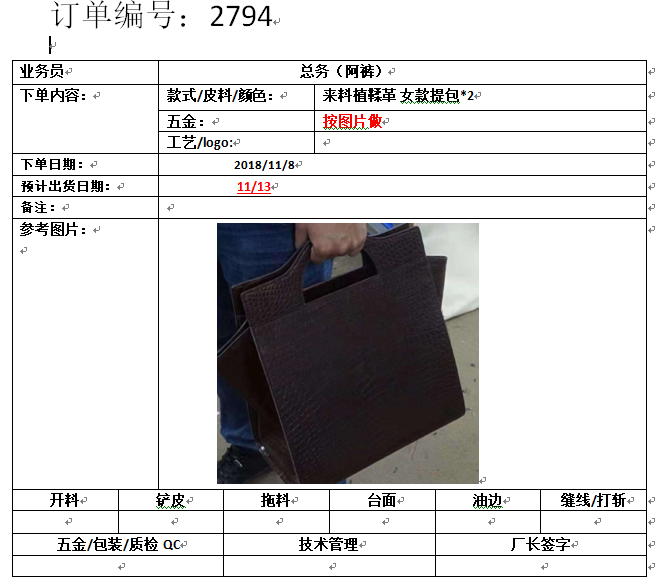 订单编号：2794
业务员 总务（阿裤）
下单内容： 款式/皮料/颜色： 来料植鞣革 女款提包*2
五金： 按图片做
工艺/logo:
下单日期： 2018/11/8
预计出货日期： 11/13
备注：
参考图片：
开料 铲皮 拖料 台面 油边 缝线/打斩
五金/包装/质检 QC 技术管理 厂长签字